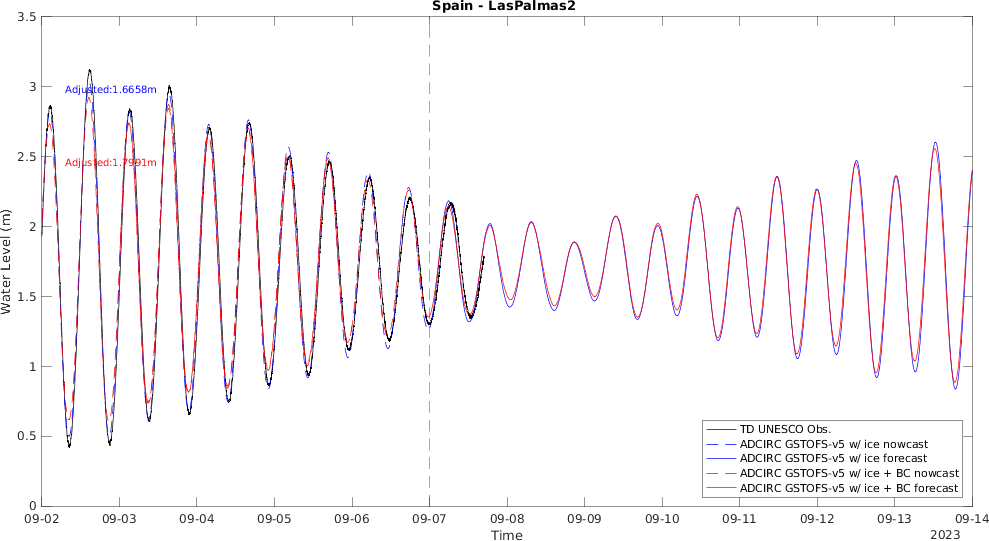 Spain - LasPalmas2
3.5
3
2.5
2
1.5
1
0.5
0
Water Level (m)
Adjusted:1.6658m
Adjusted:1.7991m
TD UNESCO Obs.
ADCIRC GSTOFS-v5 w/ ice nowcast
ADCIRC GSTOFS-v5 w/ ice forecast
ADCIRC GSTOFS-v5 w/ ice + BC nowcast
ADCIRC GSTOFS-v5 w/ ice + BC forecast
09-02 09-03 09-04 09-05 09-06 09-07 09-08 09-09 09-10 09-11 09-12 09-13 09-14
Time
2023